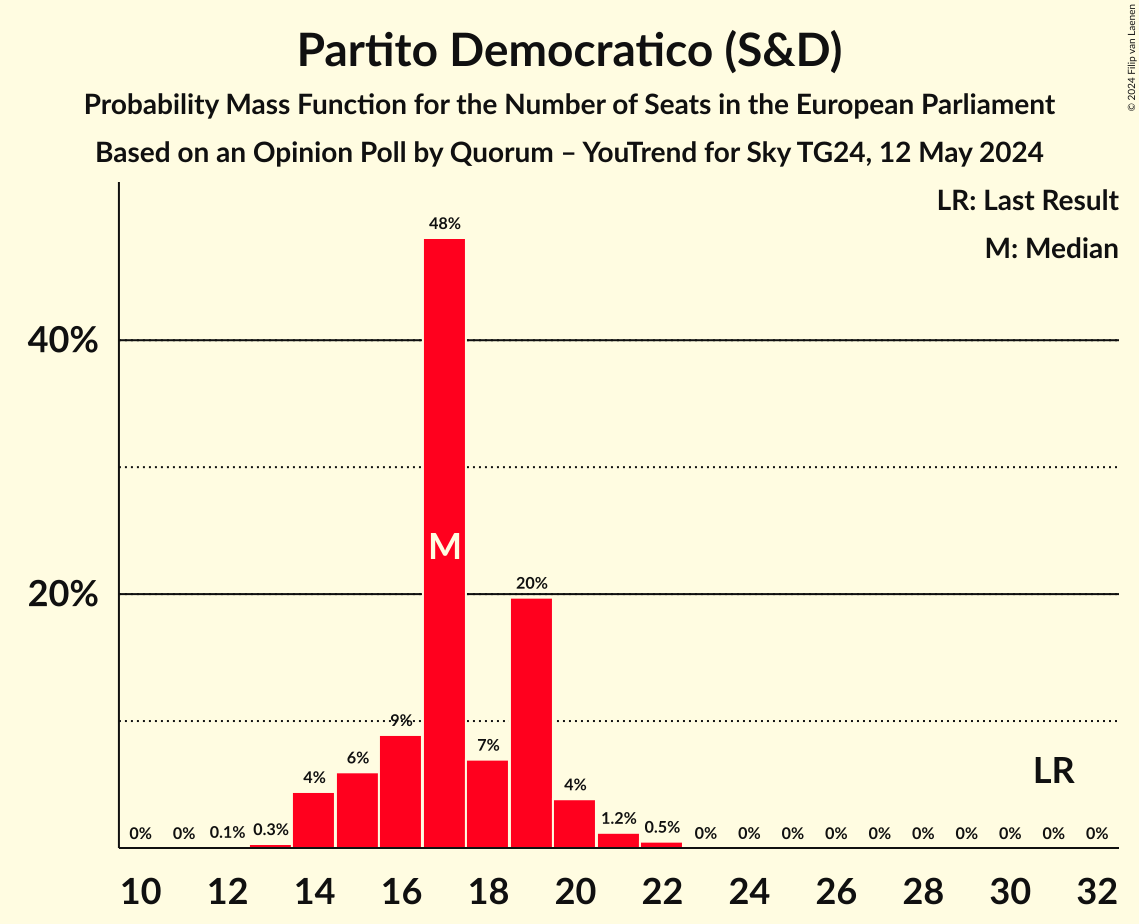 Partito Democratico (S&D)
Probability Mass Function for the Number of Seats in the European Parliament
Based on an Opinion Poll by Quorum – YouTrend for Sky TG24, 12 May 2024
© 2024 Filip van Laenen
LR: Last Result
M: Median
48%
40%
M
20%
20%
9%
7%
6%
4%
4%
LR
0% 0% 0.1% 0.3% 1.2% 0.5% 0% 0% 0% 0% 0% 0% 0% 0% 0% 0%
10 12 14 16 18 20 22 24 26 28 30 32